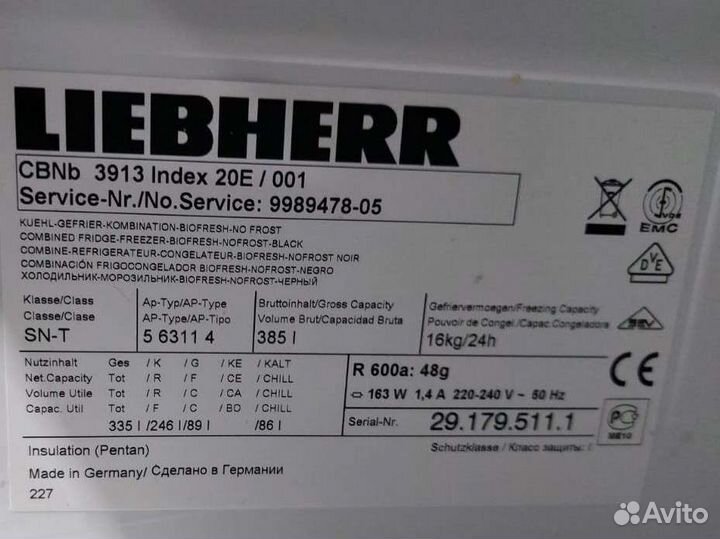 LIEBHERR
CBNb 3913 Index 20E / 001
Service-Nr./No.Service: 9989478-05
KUEHL-GEFRIER-KOMBINATION-BIOFRESH-NO FROST
COMBINED FRIDGE-FREEZER-BIOFRESH-NOFROST-BLACK
COMBINE-REFRIGERATEUR-CONGELATEUR-BIOFRESH-NOFROST NOIR
COMBINACIÓN FRIGOCONGELADOR BIOFRESH-NOFROST-NEGRO
ХОЛОДИЛЬНИК-МОРОЗИЛЬНИК-BIOFRESH-NOFROST-ЧЕРНЫЙ
VDE
EMC
DVE
SEV
CE
Klasse/Class
Classe/Clase
SN-T
Ap-Typ/AP-Type
AP-Type/AP-Tipo
5 6311 4
Bruttoinhalt/Gross Capacity
Volume Brut/Capacidad Bruta
385 l
Gefriervermoegen/Freezing Capacity
Pouvoir de Congel./Capac.Congeladora
16kg/24h
Nutzinhalt Ges / K / G / KE / KALT
Net.Capacity Tot / R / F / CE / CHILL
Volume Utile Tot / R / C / CA / CHILL
Capac. Util Tot / F / C / BO / CHILL
335 l / 246 l / 89 l / 86 l
R 600a: 48g
163 W 1,4 A 220-240 V ~ 50 Hz
Serial-Nr. 29.179.511.1
ME10
Insulation (Pentan)
Schutzklasse / Класс защиты:
Made in Germany/ Сделано в Германии
227
Avito